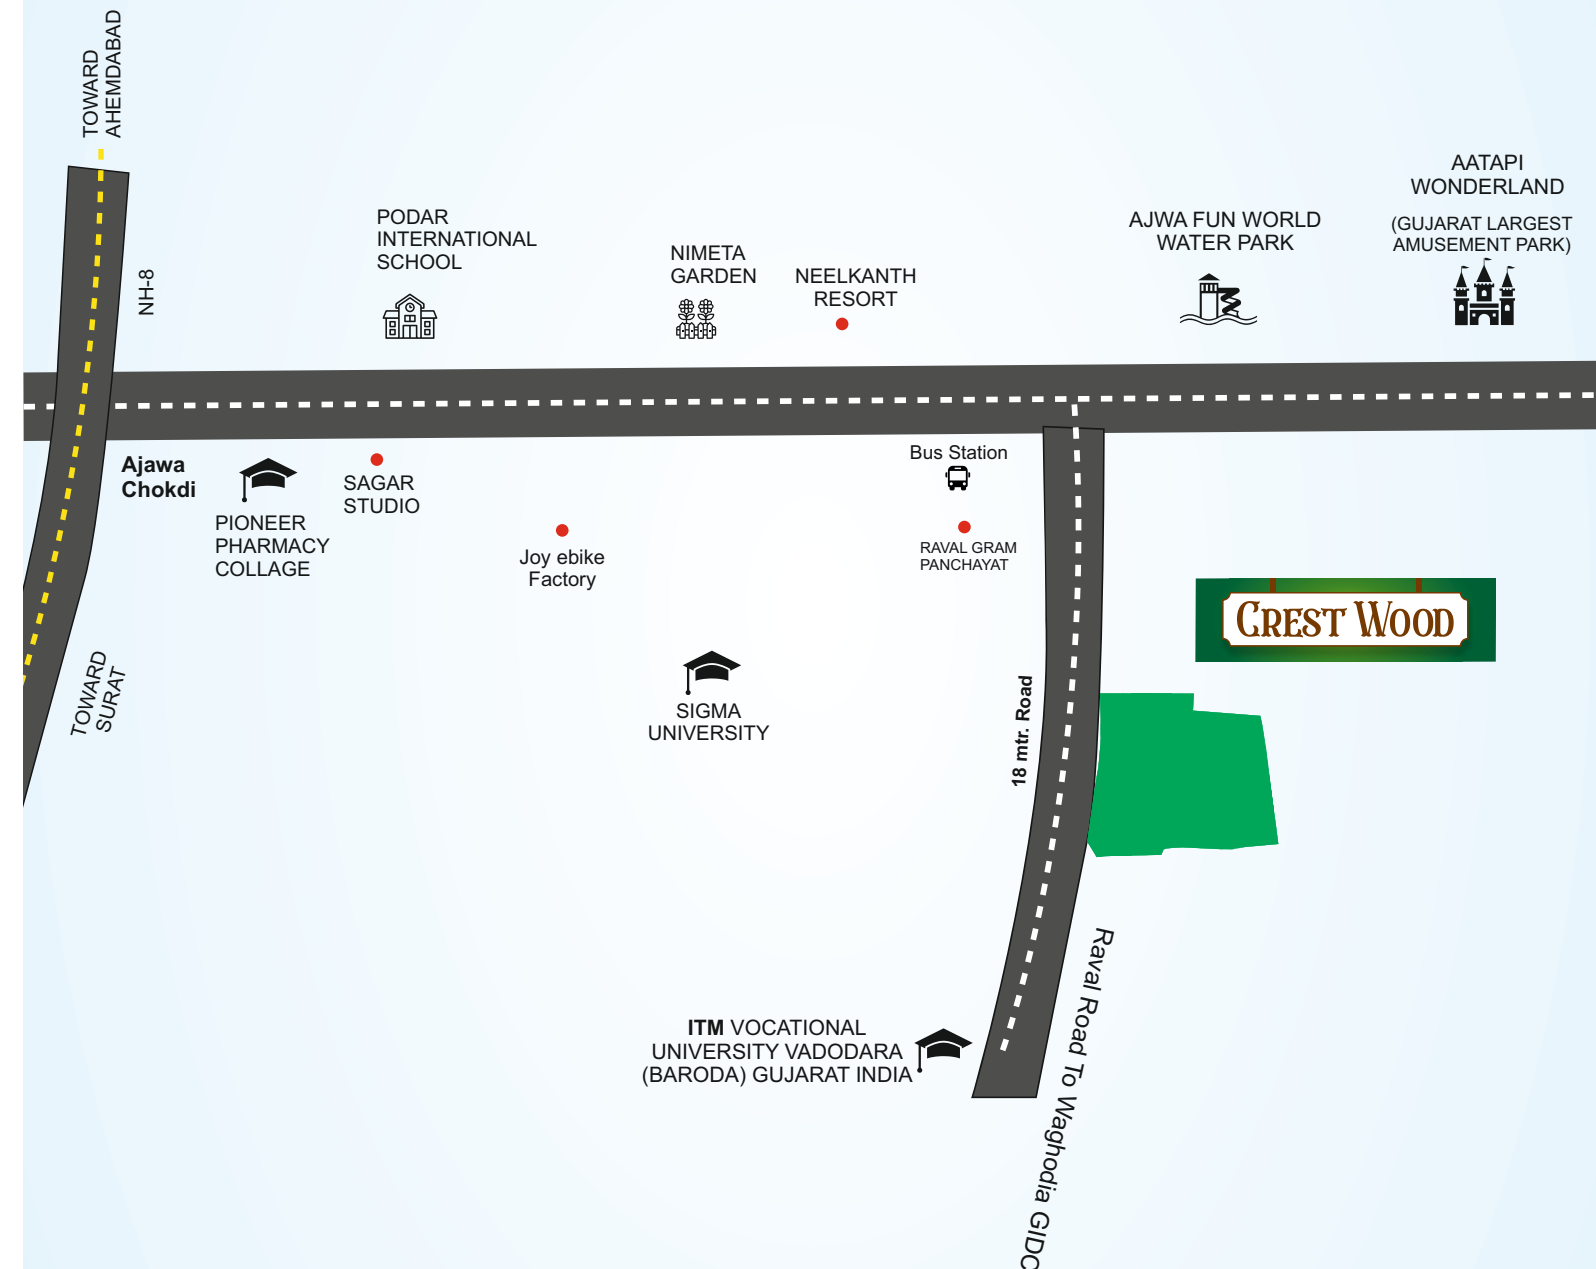 TOWARD
AHEMDABAD
NH-8
PODAR
INTERNATIONAL
SCHOOL
NIMETA
GARDEN
NEELKANTH
RESORT
AJWA FUN WORLD
WATER PARK
AATAPI
WONDERLAND
(GUJARAT LARGEST
AMUSEMENT PARK)
Ajawa
Chokdi
PIONEER
PHARMACY
COLLAGE
SAGAR
STUDIO
Joy ebike
Factory
Bus Station
RAVAL GRAM
PANCHAYAT
CREST WOOD
TOWARD
SURAT
SIGMA
UNIVERSITY
18 mtr. Road
ITM VOCATIONAL
UNIVERSITY VADODARA
(BARODA) GUJARAT INDIA
Raval Road To Waghodia GIDC